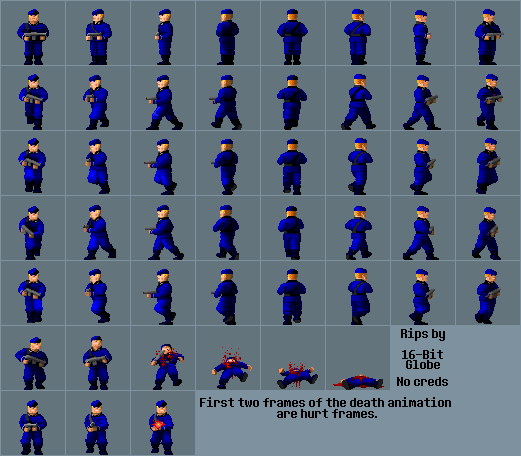 Rips by
16-Bit
Globe
No creds
First two frames of the death animation
are hurt frames.